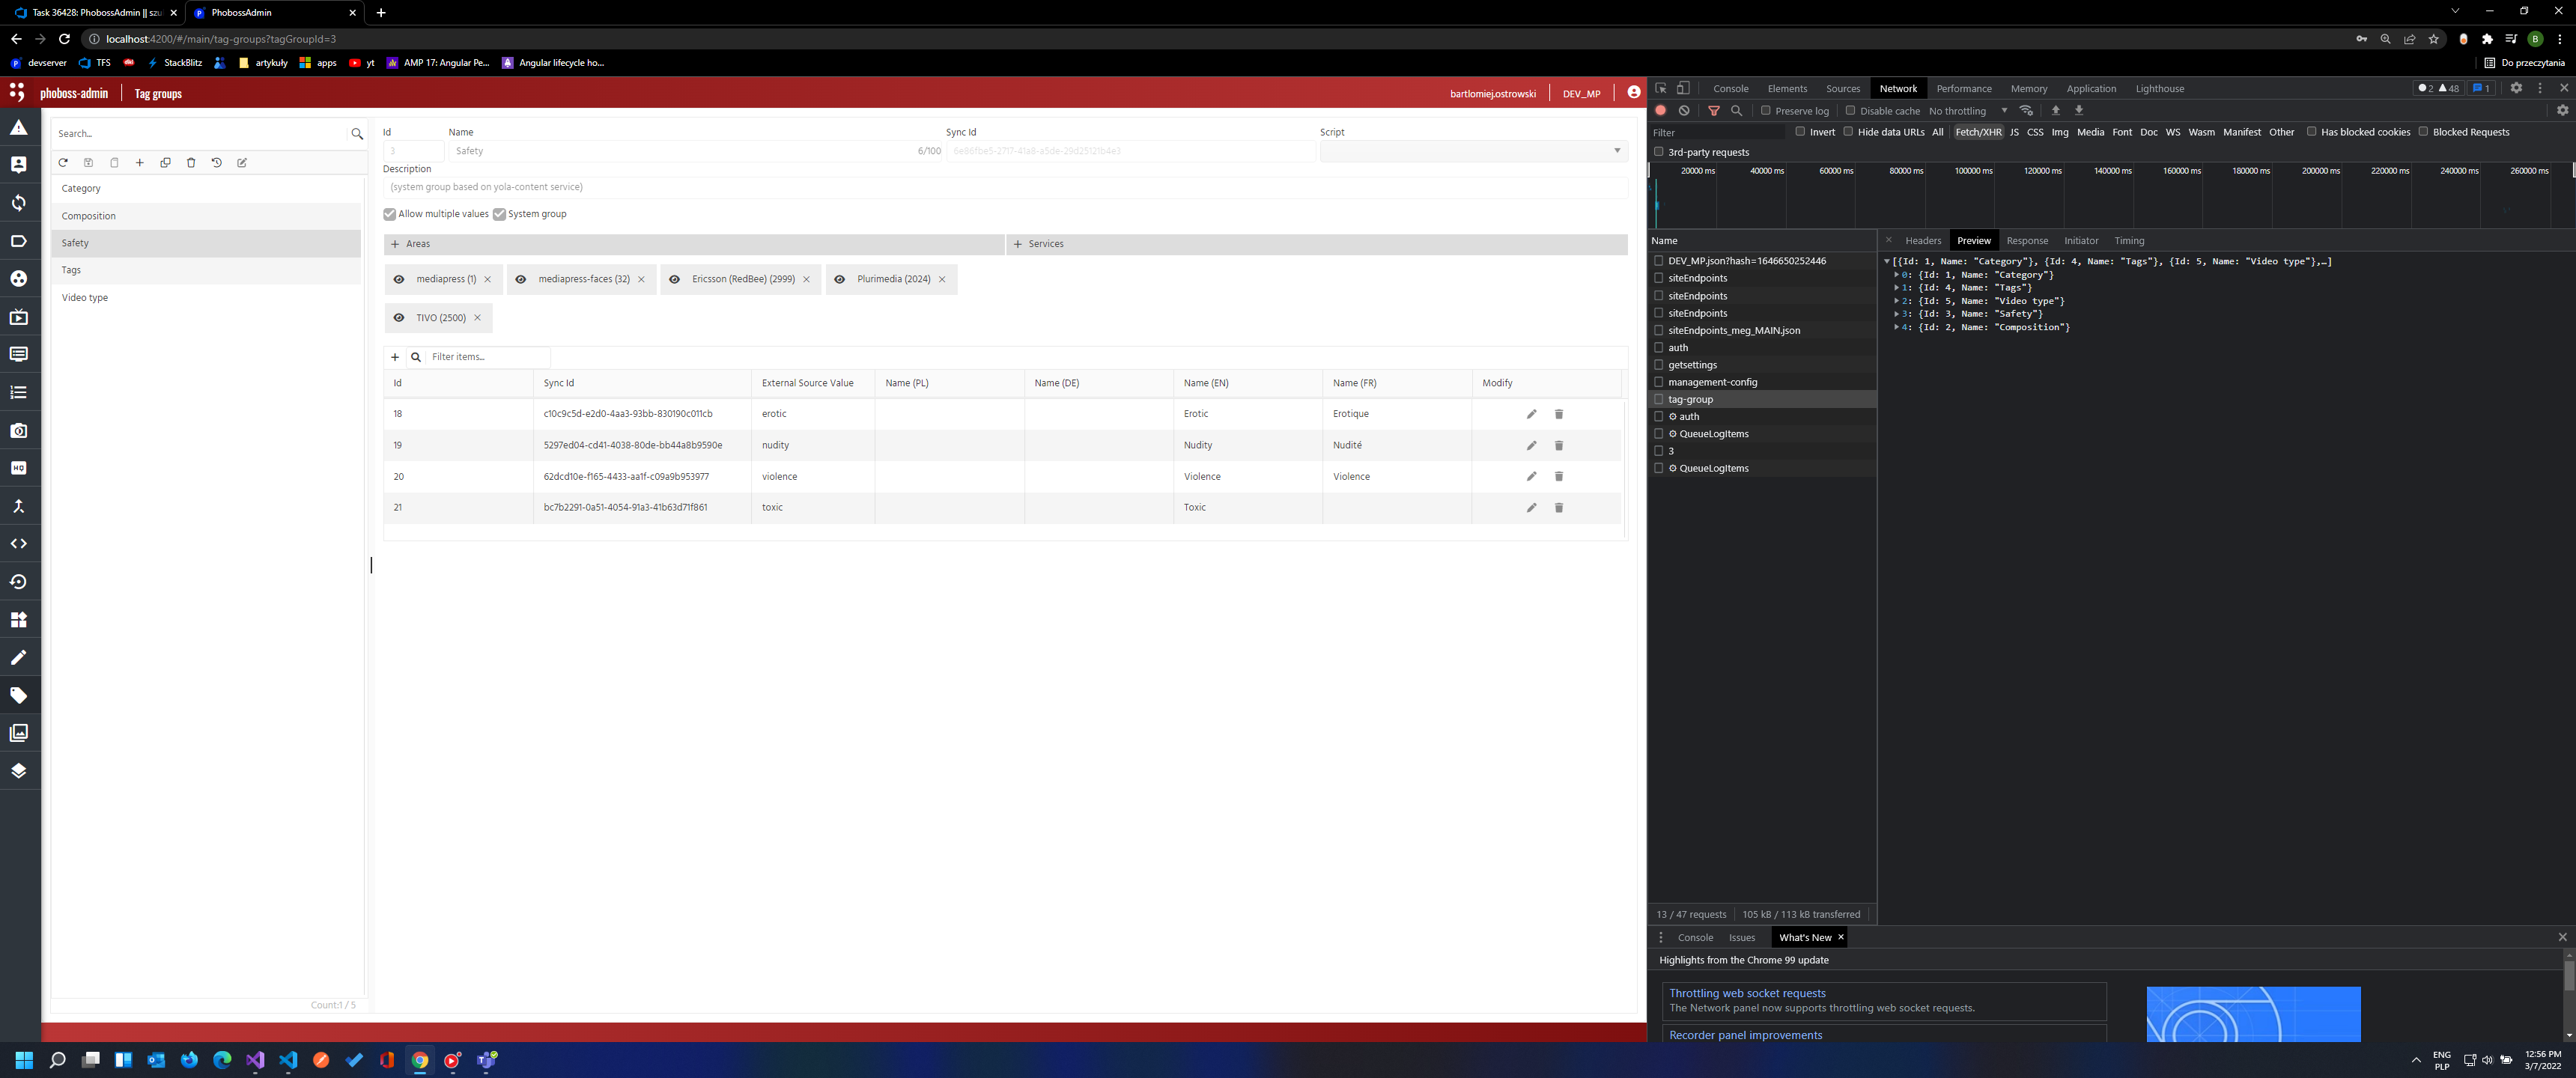 Task 36428: PhobossAdmin || szu
PhobossAdmin
localhost:4200/#/main/tag-groups?tagGroupId=3
devserver
TFS
StackBlitz
artykuły
apps
yt
AMP 17: Angular Pe...
Angular lifecycle ho...
Do przeczytania
phoboss-admin
Tag groups
bartlomiej.ostrowski
DEV_MP
Search...
Category
Composition
Safety
Tags
Video type
Count:1 / 5
Id
Name
Sync Id
Script
3
Safety
6/100
6e86fbe5-2717-41a8-a5de-29d25121b4e3
Description
(system group based on yola-content service)
Allow multiple values
System group
Areas
Services
mediapress (1)
mediapress-faces (32)
Ericsson (RedBee) (2999)
Plurimedia (2024)
TIVO (2500)
Filter items...
Id
Sync Id
External Source Value
Name (PL)
Name (DE)
Name (EN)
Name (FR)
Modify
18
c10c9c5d-e2d0-4aa3-93bb-830190c011cb
erotic
Erotic
Erotique
19
5297ed04-cd41-4038-80de-bb44a8b9590e
nudity
Nudity
Nudité
20
62dcd10e-f165-4433-aa1f-c09a9b953977
violence
Violence
Violence
21
bc7b2291-0a51-4054-91a3-41b63d71f861
toxic
Toxic
Console
Elements
Sources
Network
Performance
Memory
Application
Lighthouse
2
48
1
Preserve log
Disable cache
No throttling
Filter
Invert
Hide data URLs
All
Fetch/XHR
JS
CSS
Img
Media
Font
Doc
WS
Wasm
Manifest
Other
Has blocked cookies
Blocked Requests
3rd-party requests
20000 ms
40000 ms
60000 ms
80000 ms
100000 ms
120000 ms
140000 ms
160000 ms
180000 ms
200000 ms
220000 ms
240000 ms
260000 ms
Name
DEV_MP.json?hash=1646650252446
siteEndpoints
siteEndpoints
siteEndpoints
siteEndpoints_meg_MAIN.json
auth
getsettings
management-config
tag-group
auth
QueueLogItems
3
QueueLogItems
Headers
Preview
Response
Initiator
Timing
[{Id: 1, Name: "Category"}, {Id: 4, Name: "Tags"}, {Id: 5, Name: "Video type"},…]
0: {Id: 1, Name: "Category"}
1: {Id: 4, Name: "Tags"}
2: {Id: 5, Name: "Video type"}
3: {Id: 3, Name: "Safety"}
4: {Id: 2, Name: "Composition"}
13 / 47 requests
105 kB / 113 kB transferred
Console
Issues
What's New
Highlights from the Chrome 99 update
Throttling web socket requests
The Network panel now supports throttling web socket requests.
Recorder panel improvements
ENG
PLP
12:56 PM
3/7/2022